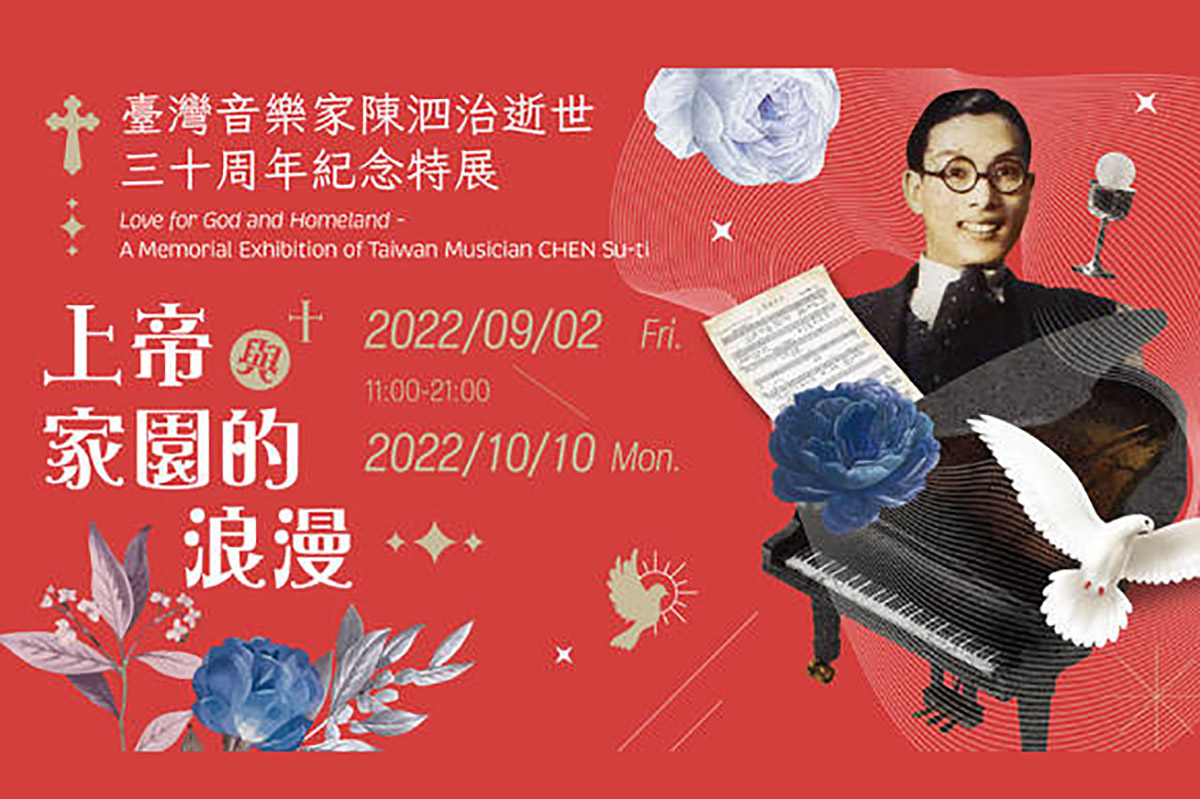 臺灣音樂家陳泗治逝世
三十周年紀念特展
Love for God and Homeland -
A Memorial Exhibition of Taiwan Musician CHEN Su-ti
上帝與
家園的
浪漫
2022/09/02 Fri.
11:00-21:00
2022/10/10 Mon.